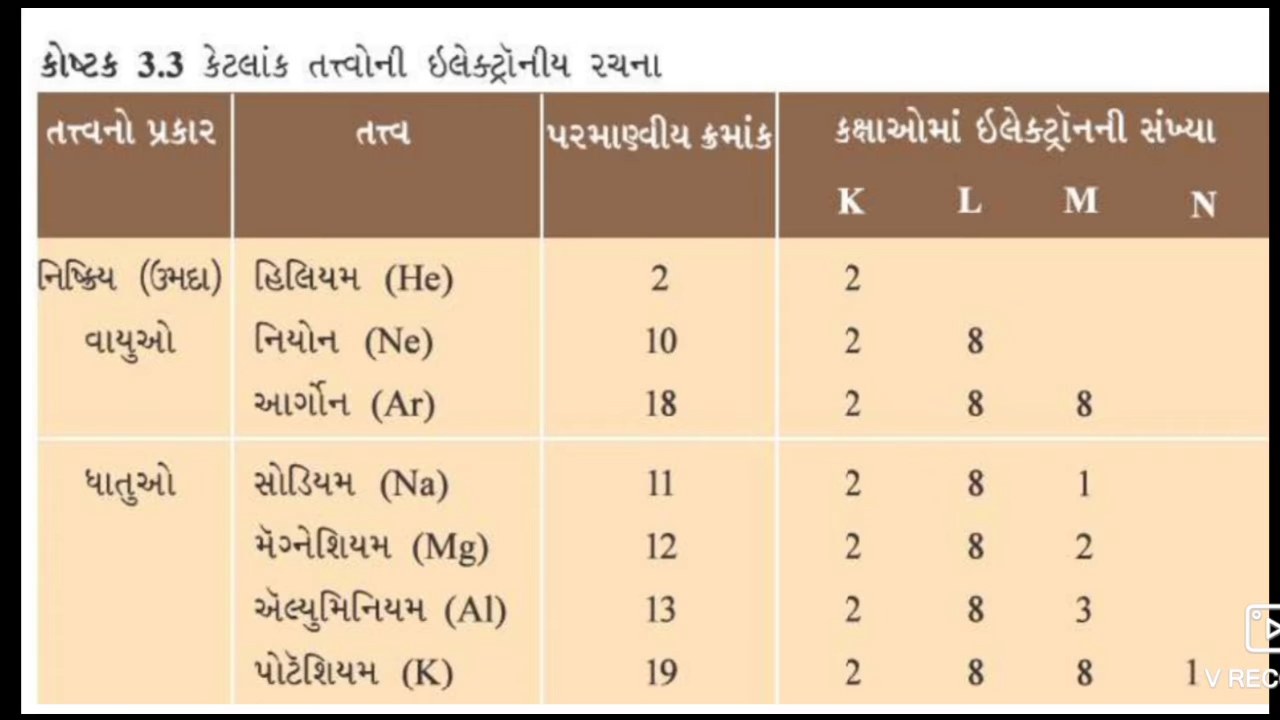 કોષ્ટક 3.3 કેટલાંક તત્ત્વોની ઇલેક્ટ્રૉનીય રચના
તત્ત્વનો પ્રકાર તત્ત્વ પરમાણ્વીય ક્રમાંક કક્ષાઓમાં ઇલેક્ટ્રૉનની સંખ્યા
K L M N
નિષ્ક્રિય (ઉમદા) હિલિયમ (He) 2 2
વાયુઓ નિયોન (Ne) 10 2 8
આર્ગોન (Ar) 18 2 8 8
ધાતુઓ સોડિયમ (Na) 11 2 8 1
મૅગ્નેશિયમ (Mg) 12 2 8 2
ઍલ્યુમિનિયમ (Al) 13 2 8 3
પોટૅશિયમ (K) 19 2 8 8 1
V REC